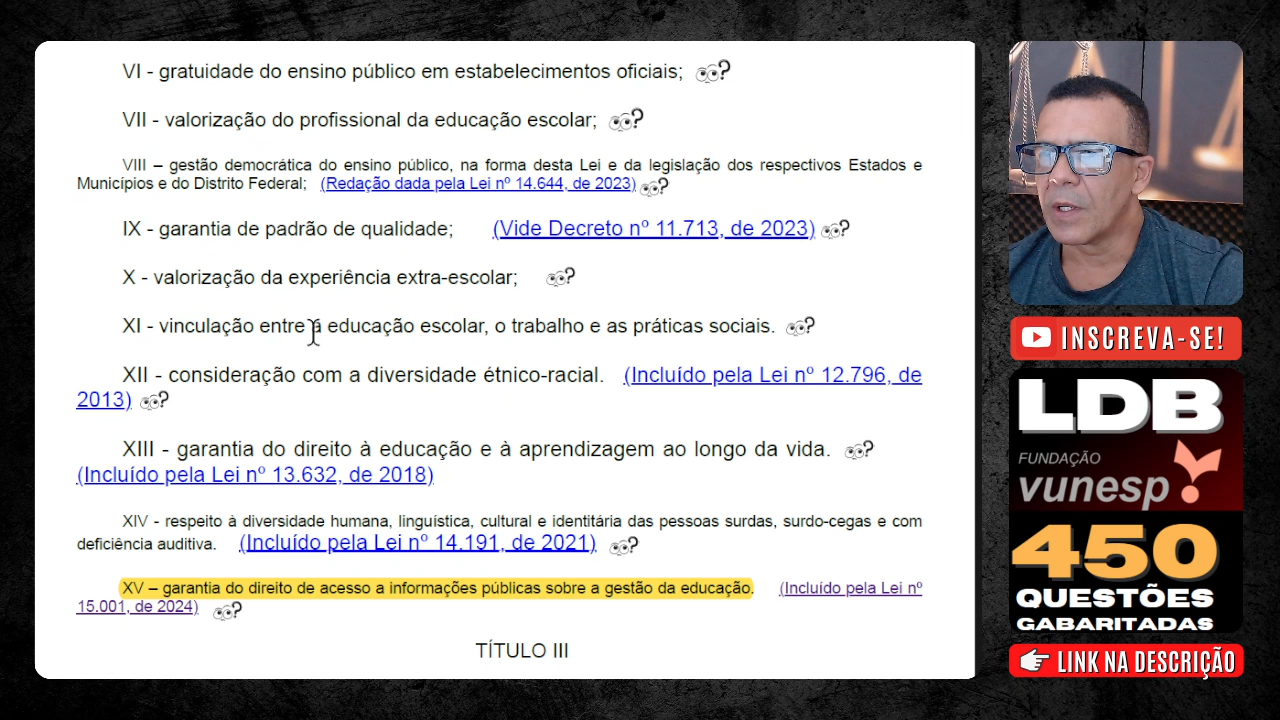 VI - gratuidade do ensino público em estabelecimentos oficiais;
VII - valorização do profissional da educação escolar;
VIII – gestão democrática do ensino público, na forma desta Lei e da legislação dos respectivos Estados e
Municípios e do Distrito Federal; (Redação dada pela Lei nº 14.644, de 2023)
IX - garantia de padrão de qualidade; (Vide Decreto nº 11.713, de 2023)
X - valorização da experiência extra-escolar;
XI - vinculação entre a educação escolar, o trabalho e as práticas sociais.
XII - consideração com a diversidade étnico-racial. (Incluído pela Lei nº 12.796, de
2013)
XIII - garantia do direito à educação e à aprendizagem ao longo da vida.
(Incluído pela Lei nº 13.632, de 2018)
XIV - respeito à diversidade humana, linguística, cultural e identitária das pessoas surdas, surdo-cegas e com
deficiência auditiva. (Incluído pela Lei nº 14.191, de 2021)
XV – garantia do direito de acesso a informações públicas sobre a gestão da educação. (Incluído pela Lei nº
15.001, de 2024)
TÍTULO III
INSCREVA-SE!
LDB
FUNDAÇÃO
vunesp
450
QUESTÕES
GABARITADAS
LINK NA DESCRIÇÃO